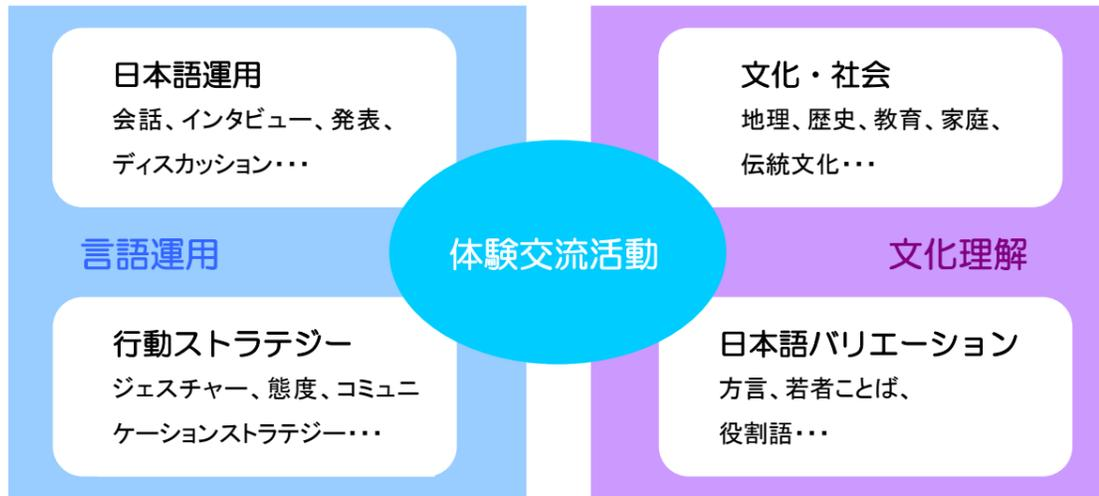 日本語運用
会話、インタビュー、発表、
ディスカッション・・・
文化・社会
地理、歴史、教育、家庭、
伝統文化・・・
言語運用
体験交流活動
文化理解
行動ストラテジー
ジェスチャー、態度、コミュニ
ケーションストラテジー・・・
日本語バリエーション
方言、若者ことば、
役割語・・・